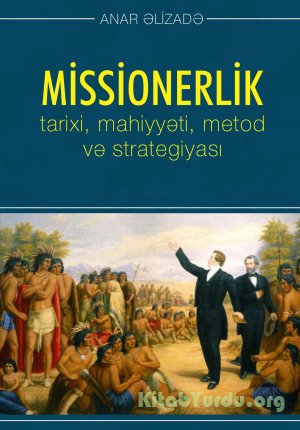 ANAR ƏLİZADƏ
MİSSİONERLİK
tarixi, mahiyyəti, metod
və strategiyası
KitabYurdu.org